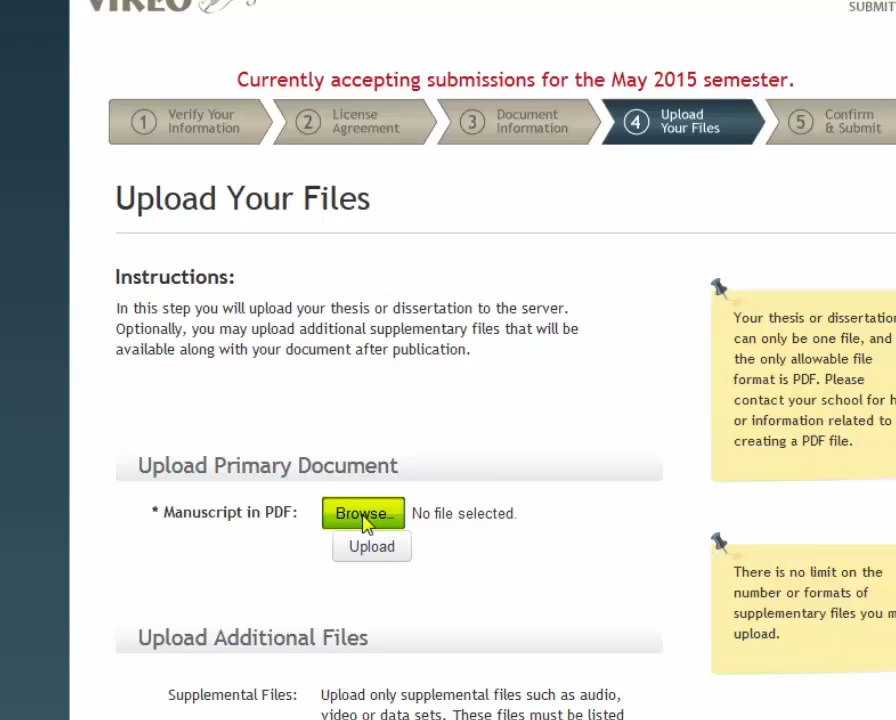 VIREO
SUBMIT
Currently accepting submissions for the May 2015 semester.
1 Verify Your Information
2 License Agreement
3 Document Information
4 Upload Your Files
5 Confirm & Submit
Upload Your Files
Instructions:
In this step you will upload your thesis or dissertation to the server.
Optionally, you may upload additional supplementary files that will be
available along with your document after publication.
Your thesis or dissertation
can only be one file, and
the only allowable file
format is PDF. Please
contact your school for h
or information related to
creating a PDF file.
Upload Primary Document
* Manuscript in PDF: Browse... No file selected.
Upload
There is no limit on the
number or formats of
supplementary files you m
upload.
Upload Additional Files
Supplemental Files: Upload only supplemental files such as audio,
video or data sets. These files must be listed